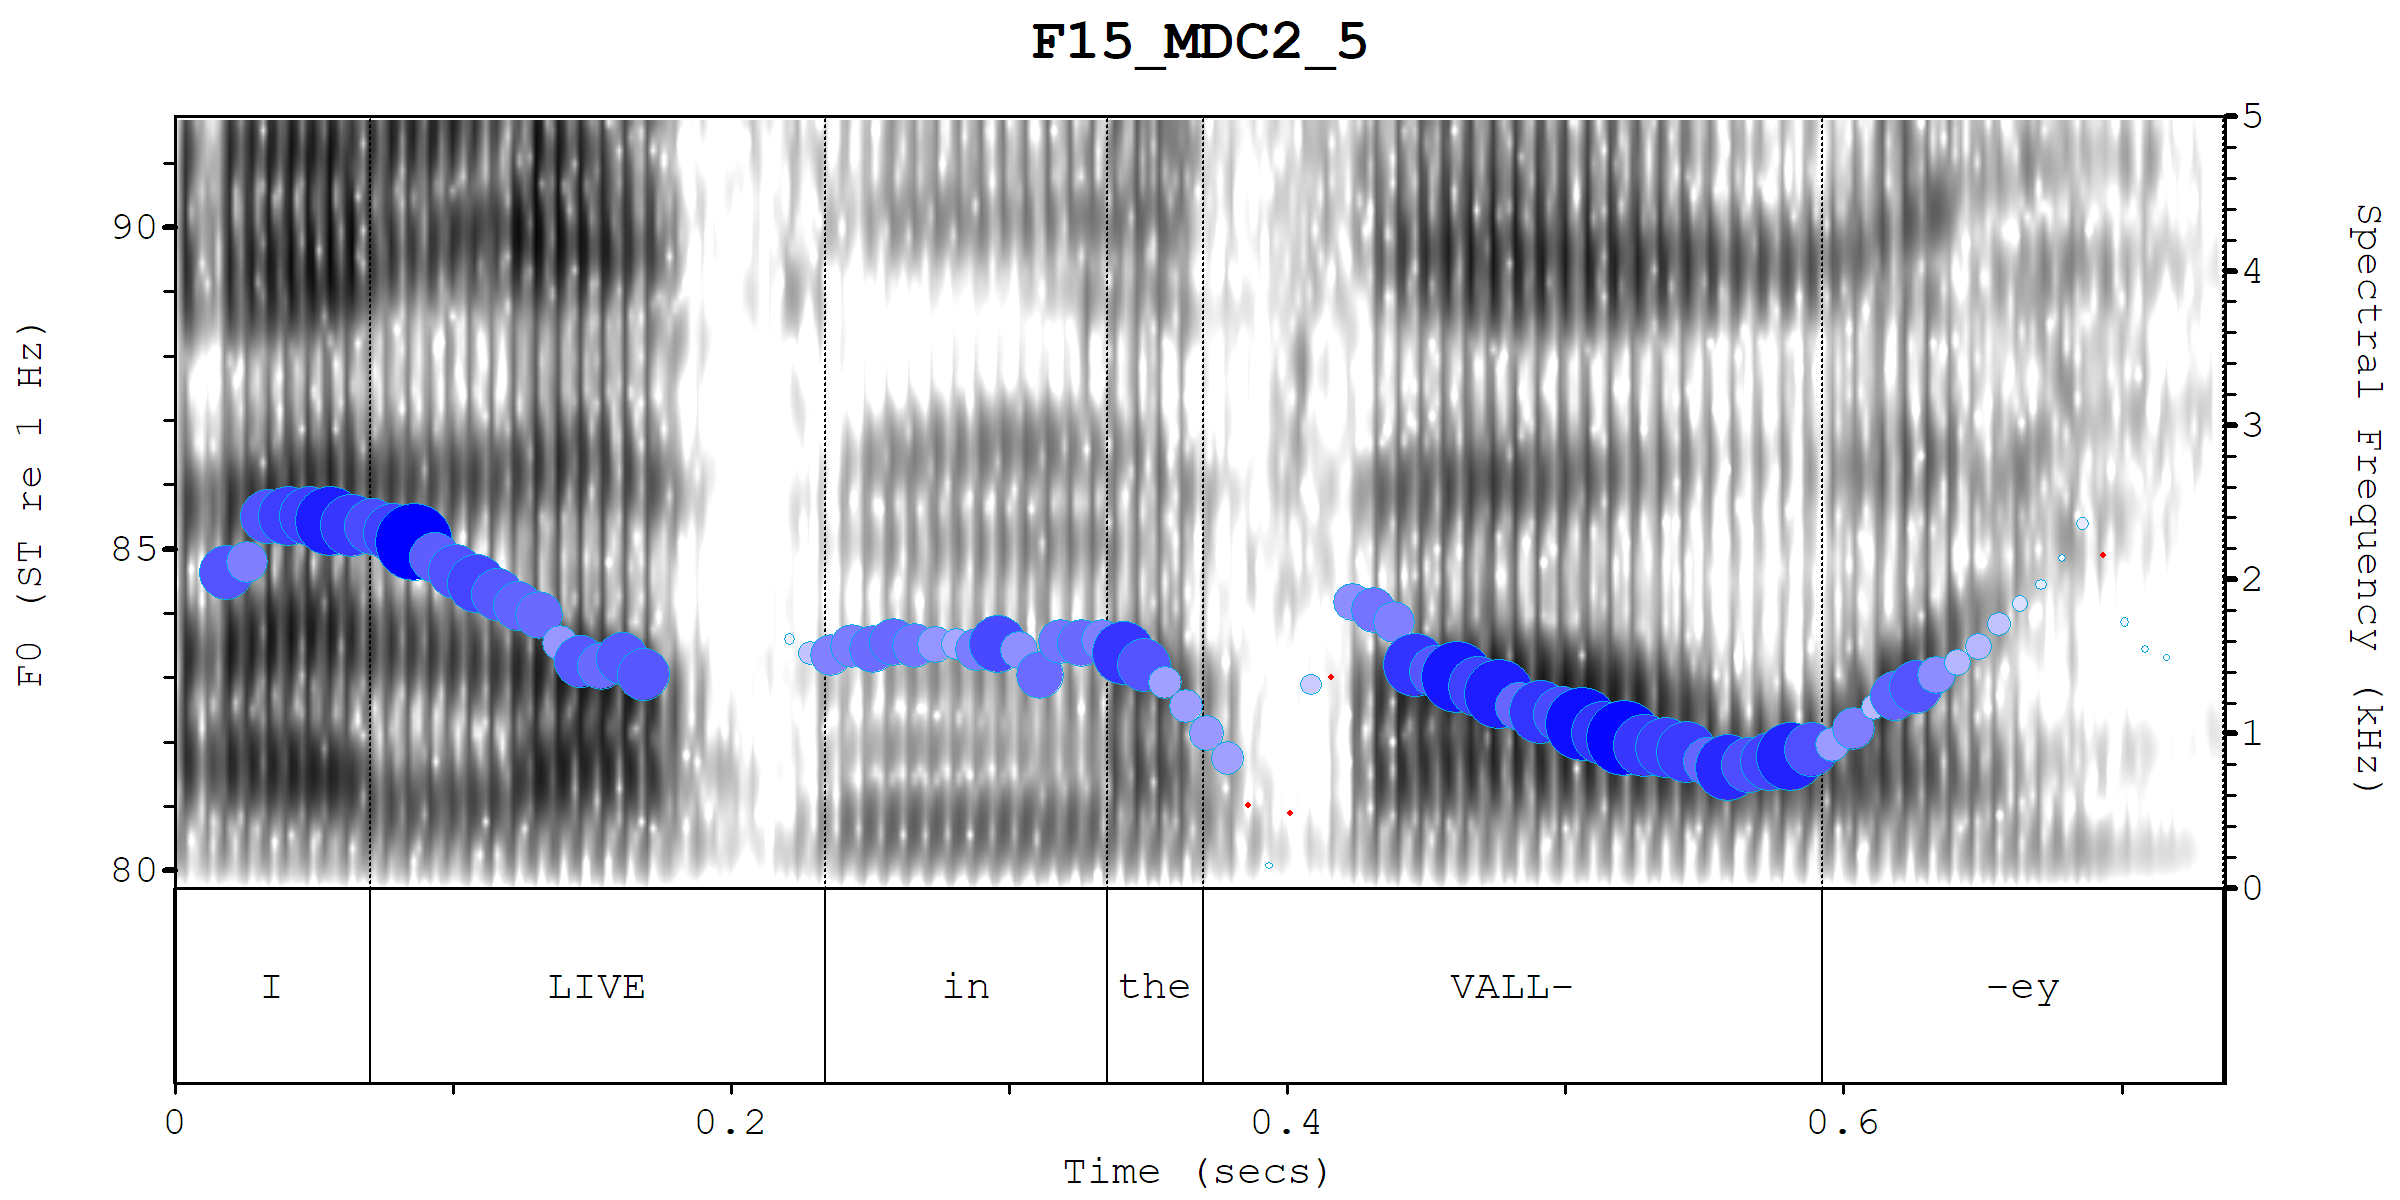 F15_MDC2_5
F0 (ST re 1 Hz)
90
85
80
5
4
3
2
1
0
Spectral Frequency (kHz)
I LIVE in the VALL- -ey
0 0.2 0.4 0.6
Time (secs)